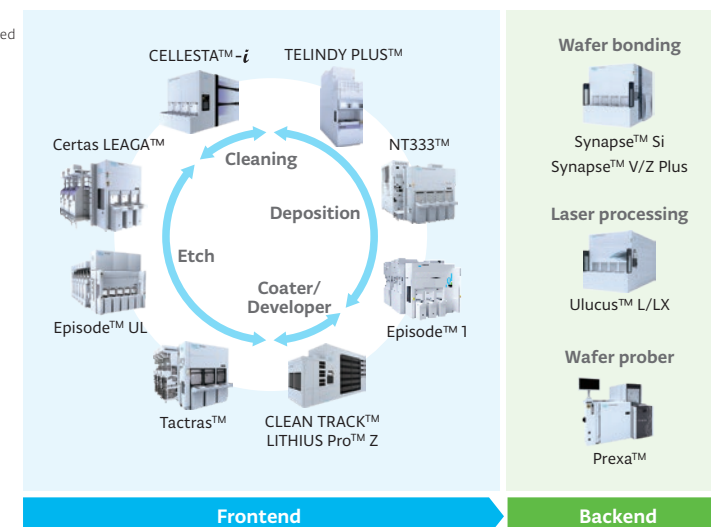 ed
CELLESTA™-i
TELINDY PLUS™
Wafer bonding
Certas LEAGA™
NT333™
Synapse™ Si
Synapse™ V/Z Plus
Cleaning
Deposition
Laser processing
Etch
Coater/
Developer
Episode™ UL
Episode™ 1
Ulucus™ L/LX
Wafer prober
Tactras™
CLEAN TRACK™
LITHIUS Pro™ Z
Prexa™
Frontend
Backend